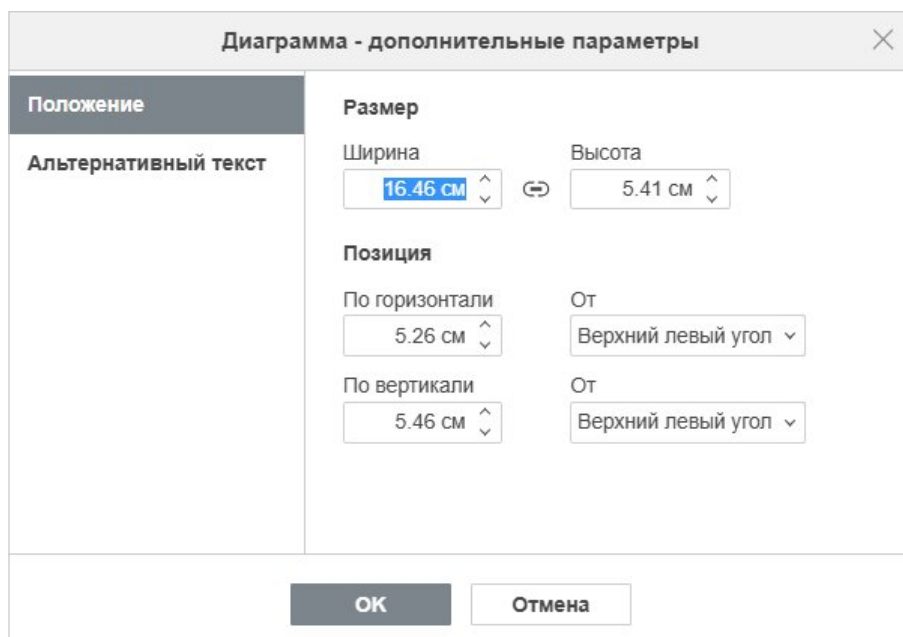 Диаграмма - дополнительные параметры
Положение
Альтернативный текст
Размер
Ширина Высота
16.46 см 5.41 см
Позиция
По горизонтали От
5.26 см Верхний левый угол
По вертикали От
5.46 см Верхний левый угол
OK Отмена